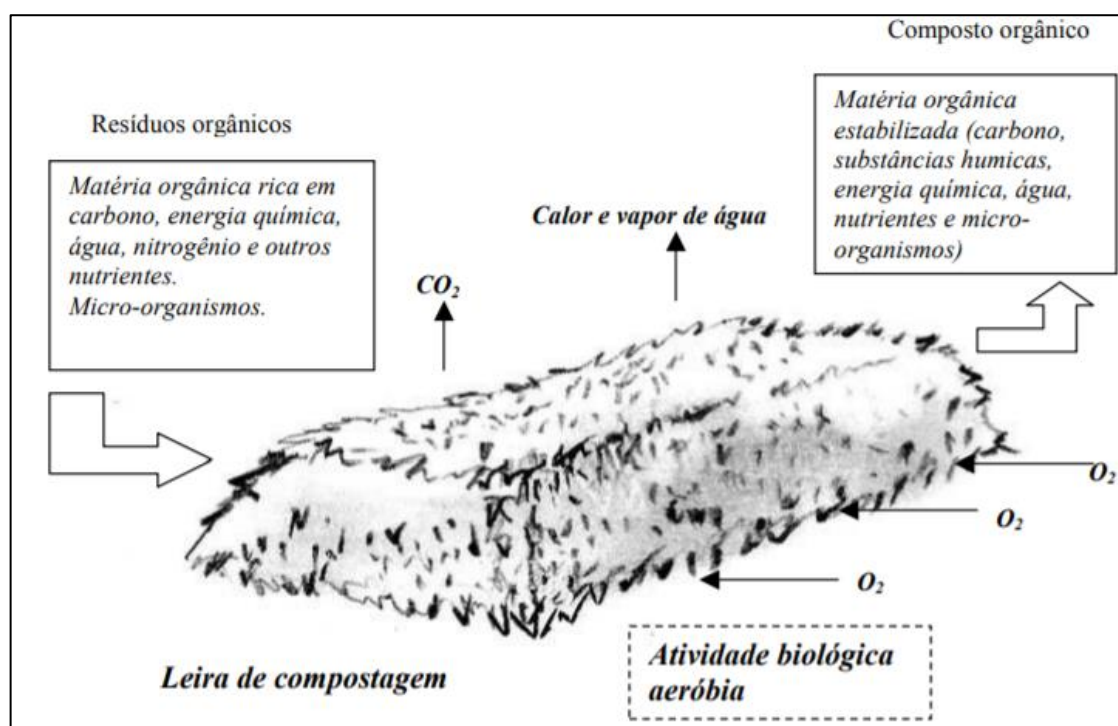 Composto orgânico
Matéria orgânica
estabilizada (carbono,
substâncias humicas,
energia química, água,
nutrientes e micro-
organismos)
Resíduos orgânicos
Matéria orgânica rica em
carbono, energia química,
água, nitrogênio e outros
nutrientes.
Micro-organismos.
Calor e vapor de água
CO₂
O₂
O₂
O₂
Leira de compostagem
Atividade biológica
aeróbia